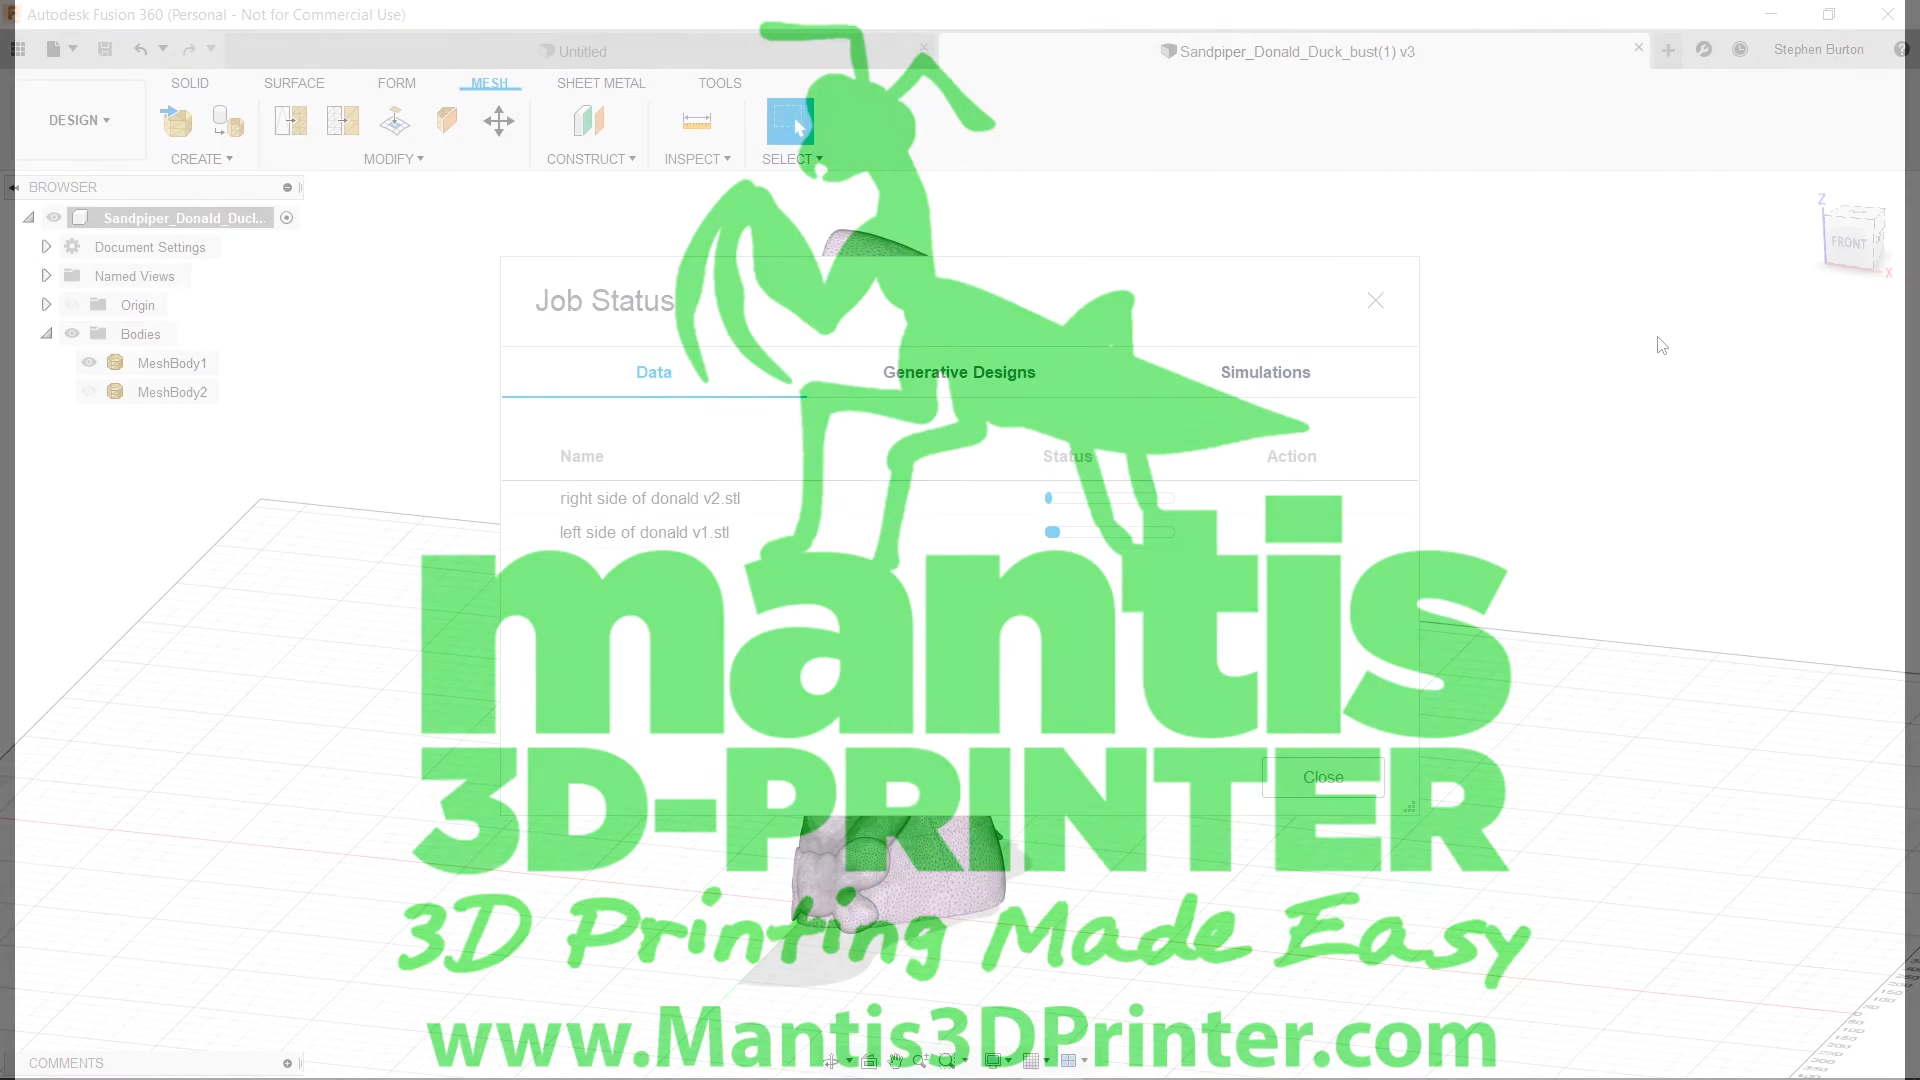 Autodesk Fusion 360 (Personal - Not for Commercial Use)
Untitled
Sandpiper_Donald_Duck_bust(1) v3
Stephen Burton
SOLID
SURFACE
FORM
MESH
SHEET METAL
TOOLS
DESIGN
CREATE
MODIFY
CONSTRUCT
INSPECT
SELECT
BROWSER
Sandpiper_Donald_Ducl...
Document Settings
Named Views
Origin
Bodies
MeshBody1
MeshBody2
Z
FRONT
X
Job Status
Data
Generative Designs
Simulations
Name
Status
Action
right side of donald v2.stl
left side of donald v1.stl
Close
mantis
3D-PRINTER
3D Printing Made Easy
www.Mantis3DPrinter.com
COMMENTS